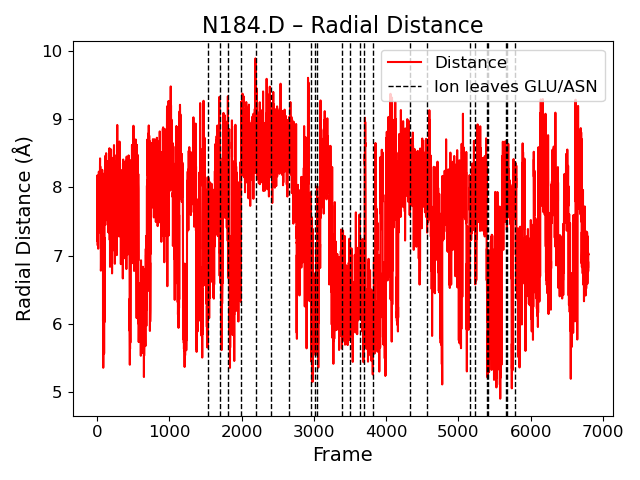 N184.D – Radial Distance
10
9
8
7
6
5
Radial Distance (Å)
Distance
Ion leaves GLU/ASN
0 1000 2000 3000 4000 5000 6000 7000
Frame